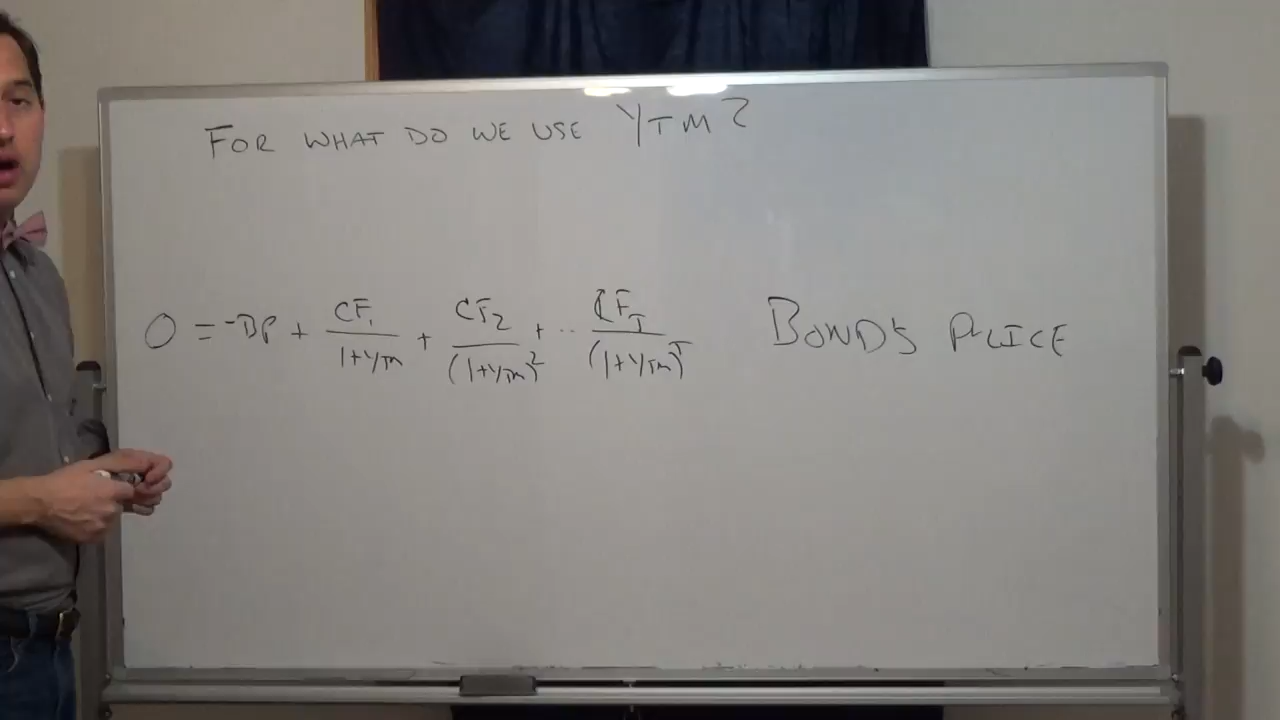 FOR WHAT DO WE USE YTM?
0 = -BP + CF₁/(1+YTM) + CF₂/(1+YTM)² + ·· CF_T/(1+YTM)^T BOND'S PRICE